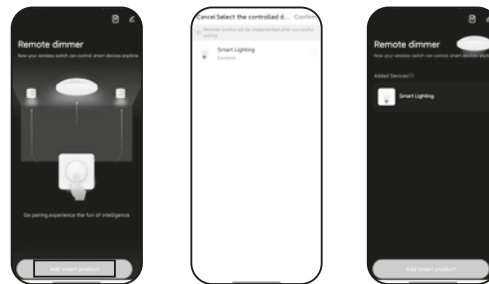 Remote dimmer
Now your wireless switch can control smart devices anytime
Go pairing,experience the fun of intelligence
Add smart product
Cancel Select the controlled d... Confirm
Remote control will be implemented after successful
pairing
Smart Lighting
Remote dimmer
Now your wireless switch can control smart devices anytime
Added Devices(1)
Smart Lighting
Add smart product